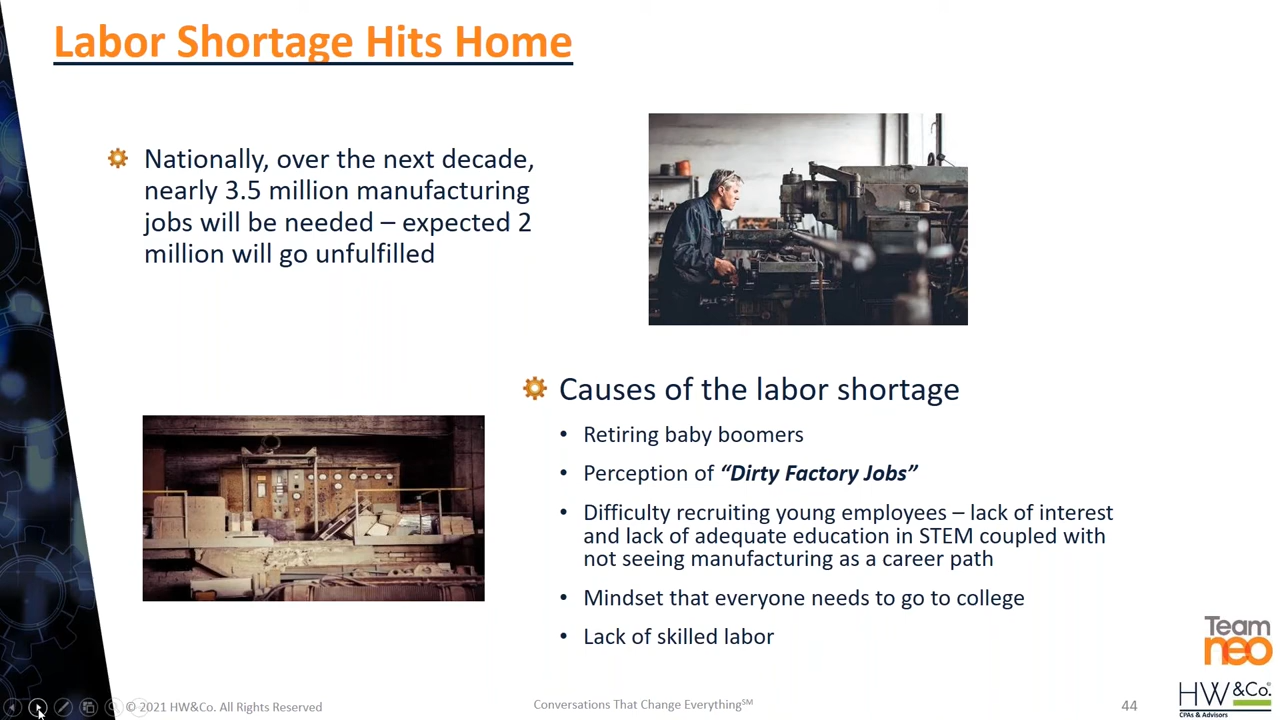 Labor Shortage Hits Home
Nationally, over the next decade,
nearly 3.5 million manufacturing
jobs will be needed – expected 2
million will go unfulfilled
Causes of the labor shortage
• Retiring baby boomers
• Perception of “Dirty Factory Jobs”
• Difficulty recruiting young employees – lack of interest
and lack of adequate education in STEM coupled with
not seeing manufacturing as a career path
• Mindset that everyone needs to go to college
• Lack of skilled labor
Team
neo
HW&Co.®
CPAs & Advisors
© 2021 HW&Co. All Rights Reserved
Conversations That Change Everything℠
44